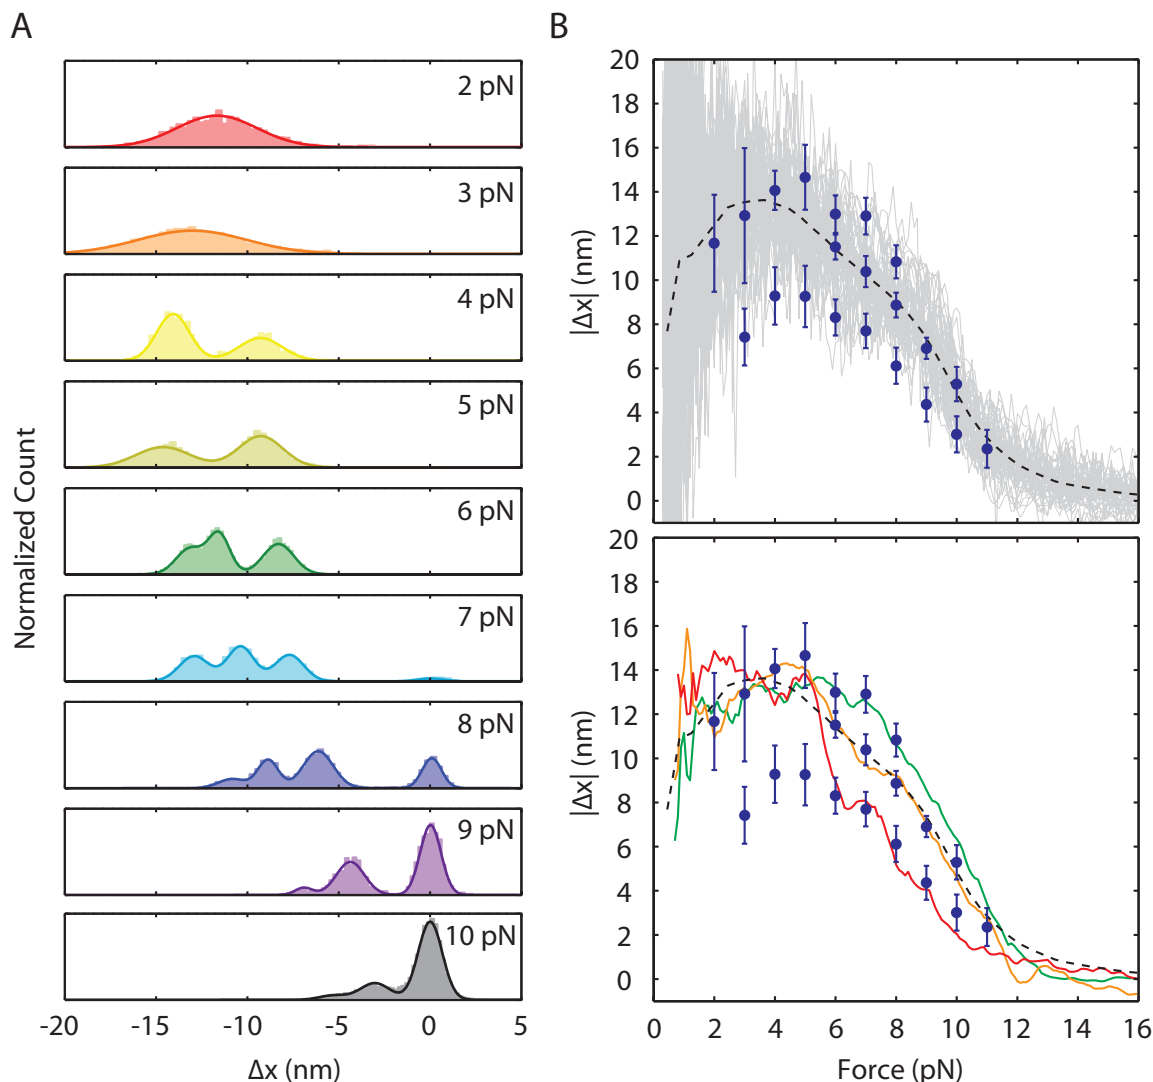 A
B
2 pN
3 pN
4 pN
5 pN
6 pN
7 pN
8 pN
9 pN
10 pN
Normalized Count
-20 -15 -10 -5 0 5
Δx (nm)
20
18
16
14
12
10
8
6
4
2
0
|Δx| (nm)
20
18
16
14
12
10
8
6
4
2
0
|Δx| (nm)
0 2 4 6 8 10 12 14 16
Force (pN)